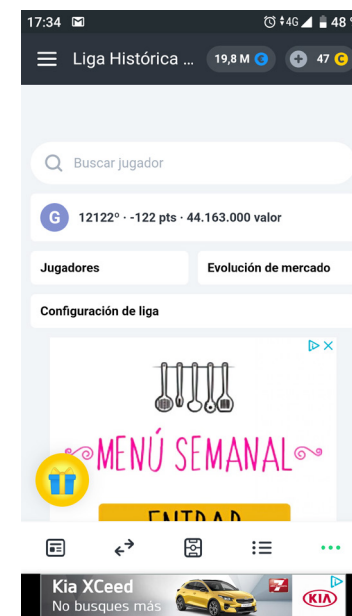 17:34 4G 48
Liga Histórica ... 19,8 M C + 47 C
Buscar jugador
G 12122º · -122 pts · 44.163.000 valor
Jugadores Evolución de mercado
Configuración de liga
MENÚ SEMANAL
ENTRAR
Kia XCeed
No busques más
KIA